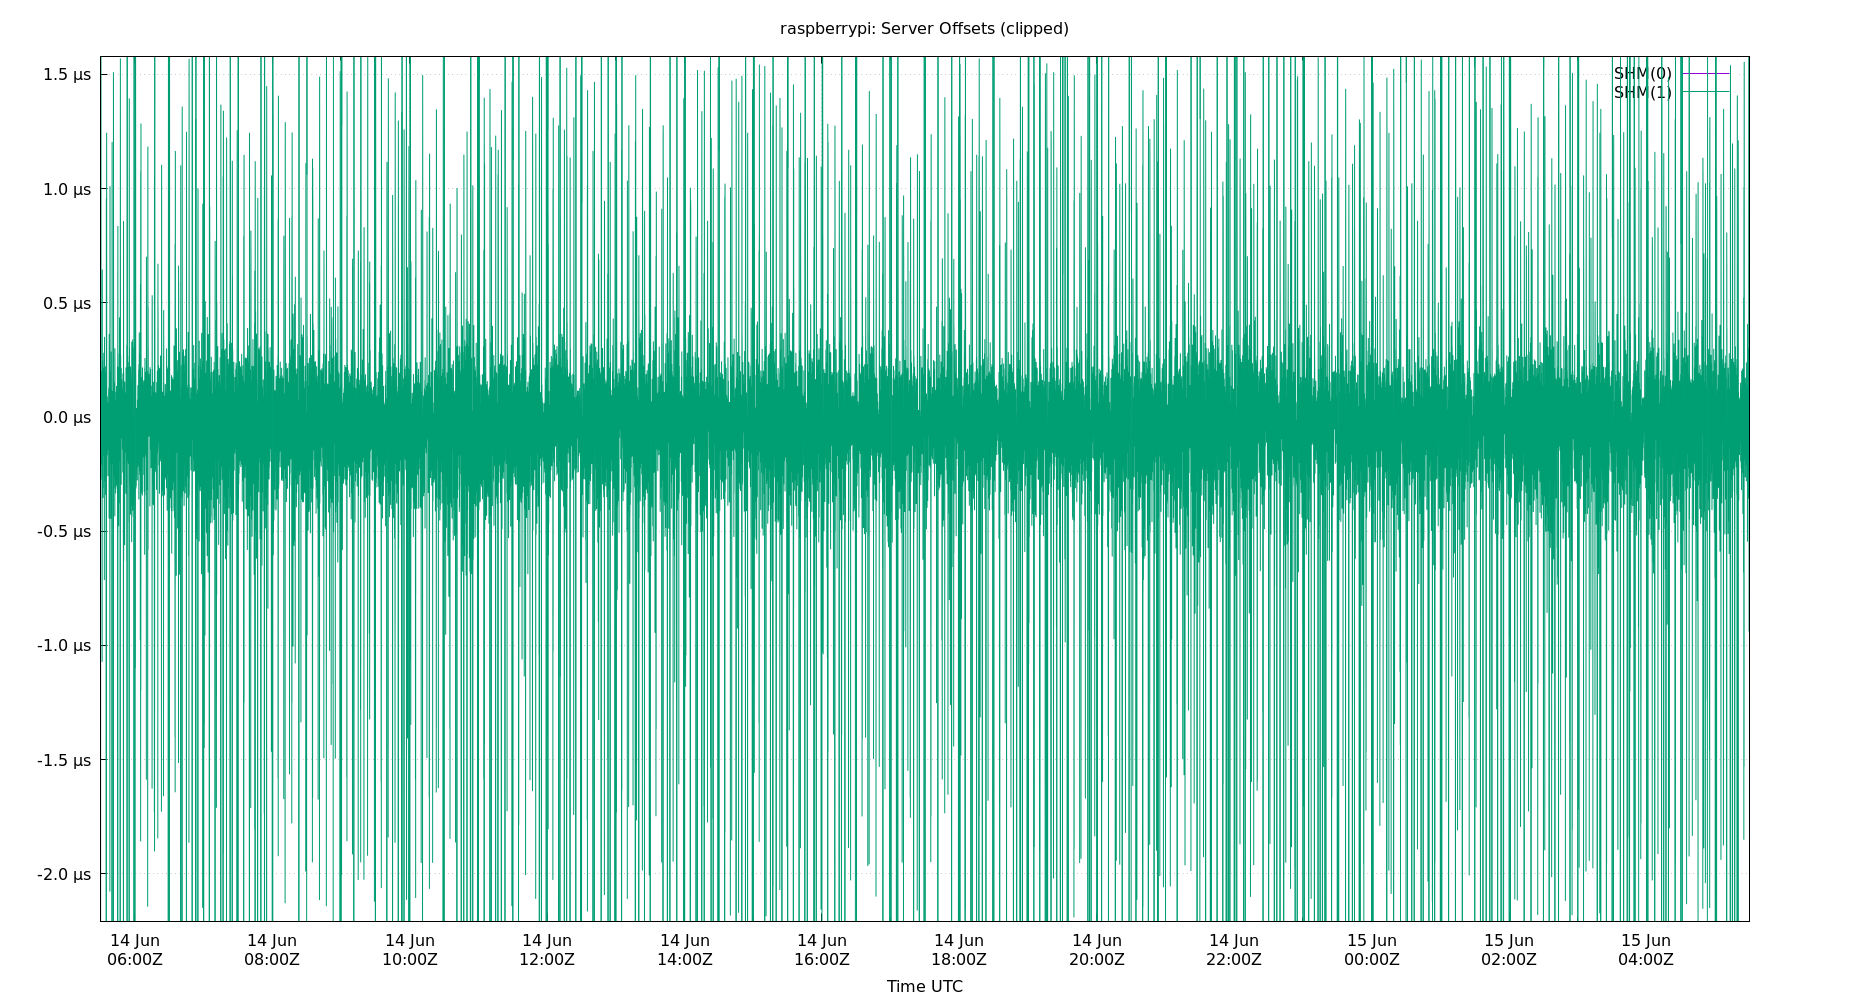 raspberrypi: Server Offsets (clipped)
1.5 µs
1.0 µs
0.5 µs
0.0 µs
-0.5 µs
-1.0 µs
-1.5 µs
-2.0 µs
SHM(0)
SHM(1)
14 Jun 14 Jun 14 Jun 14 Jun 14 Jun 14 Jun 14 Jun 14 Jun 14 Jun 15 Jun 15 Jun 15 Jun
06:00Z 08:00Z 10:00Z 12:00Z 14:00Z 16:00Z 18:00Z 20:00Z 22:00Z 00:00Z 02:00Z 04:00Z
Time UTC